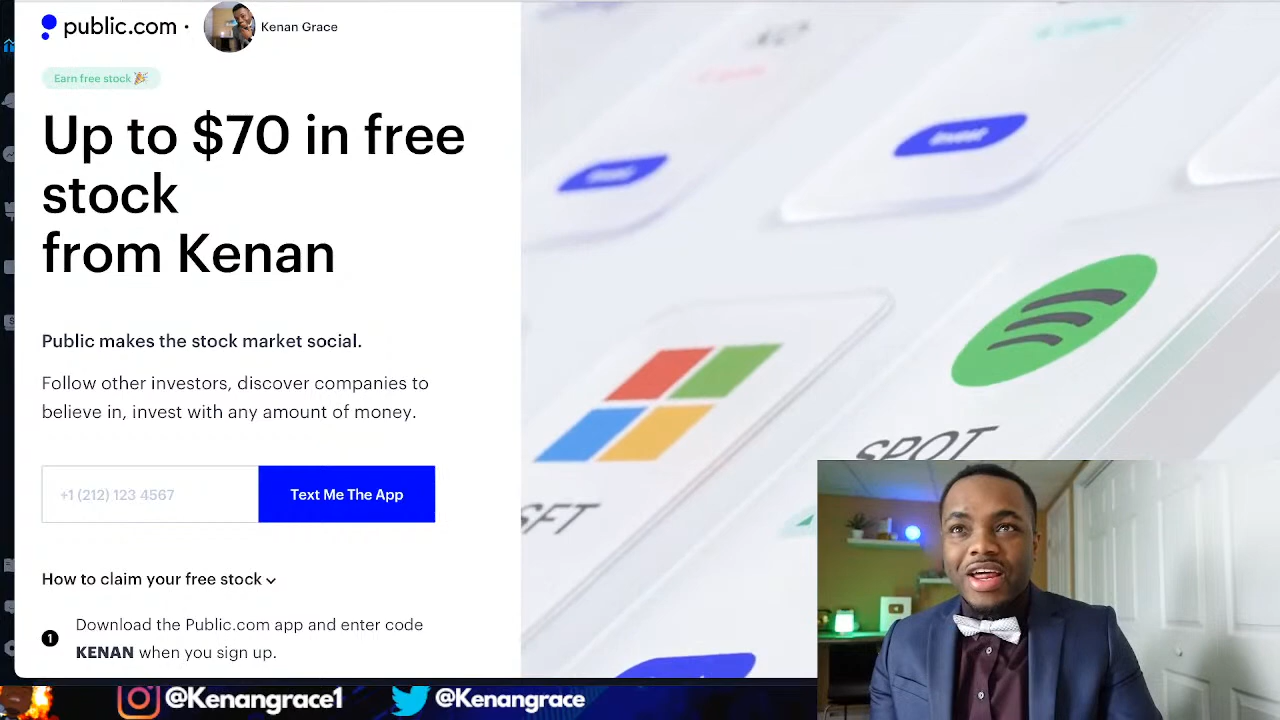 public.com · Kenan Grace
Earn free stock 🎉
Up to $70 in free
stock
from Kenan
Public makes the stock market social.
Follow other investors, discover companies to
believe in, invest with any amount of money.
+1 (212) 123 4567
Text Me The App
How to claim your free stock
1 Download the Public.com app and enter code
KENAN when you sign up.
Invest
SPOT
SFT
@Kenangrace1
@Kenangrace